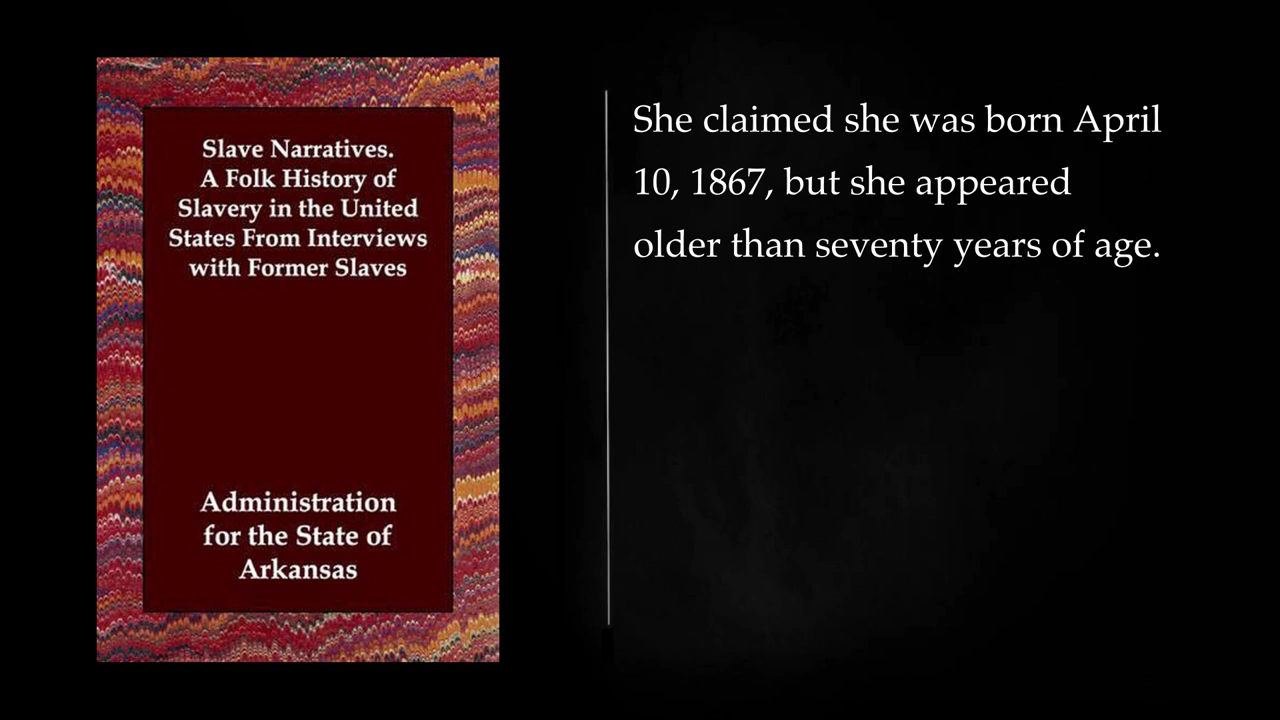 Slave Narratives.
A Folk History of
Slavery in the United
States From Interviews
with Former Slaves
Administration
for the State of
Arkansas
She claimed she was born April
10, 1867, but she appeared
older than seventy years of age.